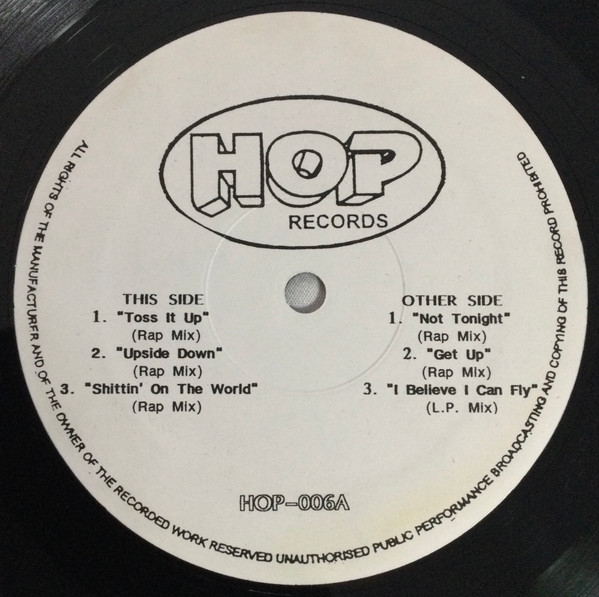 HOP
RECORDS
THIS SIDE
1. "Toss It Up"
(Rap Mix)
2. "Upside Down"
(Rap Mix)
3. "Shittin' On The World"
(Rap Mix)
OTHER SIDE
1. "Not Tonight"
(Rap Mix)
2. "Get Up"
(Rap Mix)
3. "I Believe I Can Fly"
(L.P. Mix)
HOP-006A
ALL RIGHTS OF THE MANUFACTURER AND OF THE OWNER OF THE RECORDED WORK RESERVED UNAUTHORISED PUBLIC PERFORMANCE BROADCASTING AND COPYING OF THIS RECORD PROHIBITED